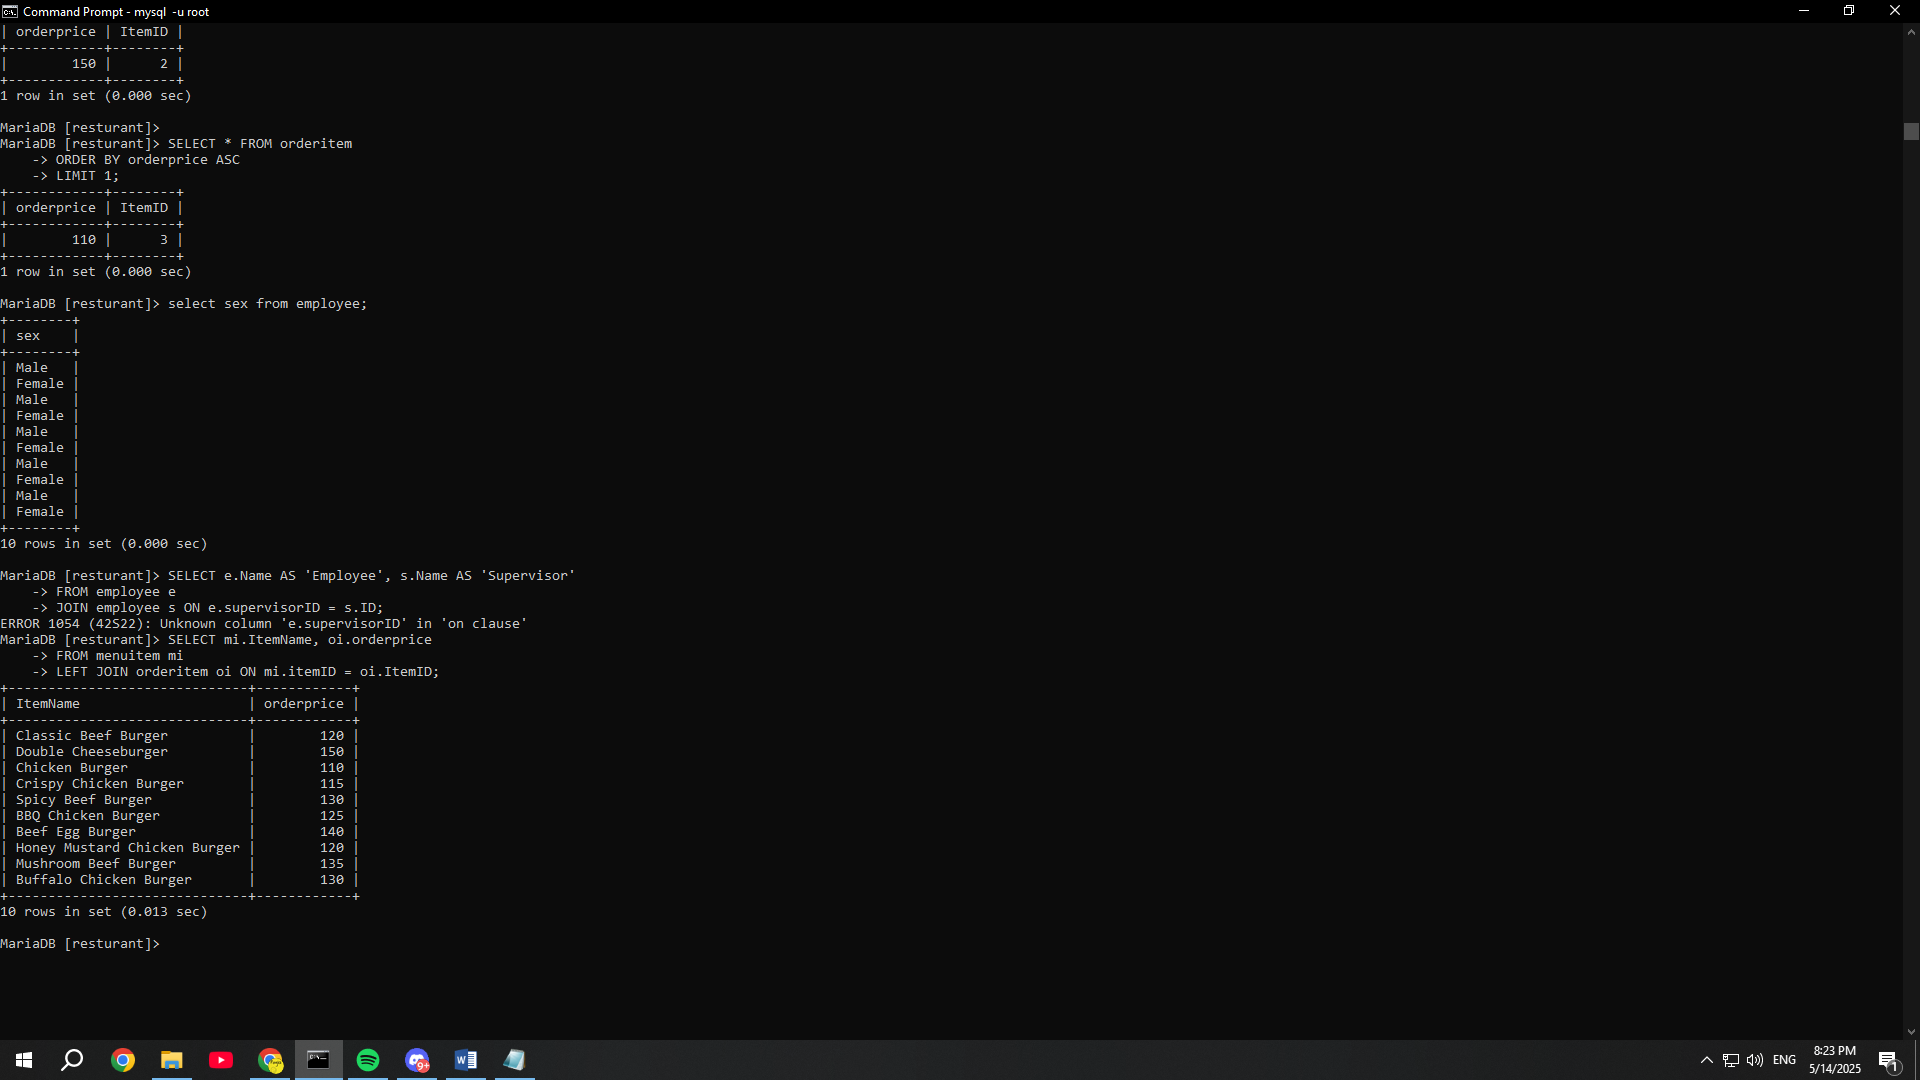 Command Prompt - mysql  -u root
| orderprice | ItemID |
+------------+--------+
|        150 |      2 |
+------------+--------+
1 row in set (0.000 sec)
MariaDB [resturant]>
MariaDB [resturant]> SELECT * FROM orderitem
    -> ORDER BY orderprice ASC
    -> LIMIT 1;
+------------+--------+
| orderprice | ItemID |
+------------+--------+
|        110 |      3 |
+------------+--------+
1 row in set (0.000 sec)
MariaDB [resturant]> select sex from employee;
+--------+
| sex    |
+--------+
| Male   |
| Female |
| Male   |
| Female |
| Male   |
| Female |
| Male   |
| Female |
| Male   |
| Female |
+--------+
10 rows in set (0.000 sec)
MariaDB [resturant]> SELECT e.Name AS 'Employee', s.Name AS 'Supervisor'
    -> FROM employee e
    -> JOIN employee s ON e.supervisorID = s.ID;
ERROR 1054 (42S22): Unknown column 'e.supervisorID' in 'on clause'
MariaDB [resturant]> SELECT mi.ItemName, oi.orderprice
    -> FROM menuitem mi
    -> LEFT JOIN orderitem oi ON mi.itemID = oi.ItemID;
+------------------------------+------------+
| ItemName                     | orderprice |
+------------------------------+------------+
| Classic Beef Burger          |        120 |
| Double Cheeseburger          |        150 |
| Chicken Burger               |        110 |
| Crispy Chicken Burger        |        115 |
| Spicy Beef Burger            |        130 |
| BBQ Chicken Burger           |        125 |
| Beef Egg Burger              |        140 |
| Honey Mustard Chicken Burger |        120 |
| Mushroom Beef Burger         |        135 |
| Buffalo Chicken Burger       |        130 |
+------------------------------+------------+
10 rows in set (0.013 sec)
MariaDB [resturant]>
9+
ENG
8:23 PM
5/14/2025
1